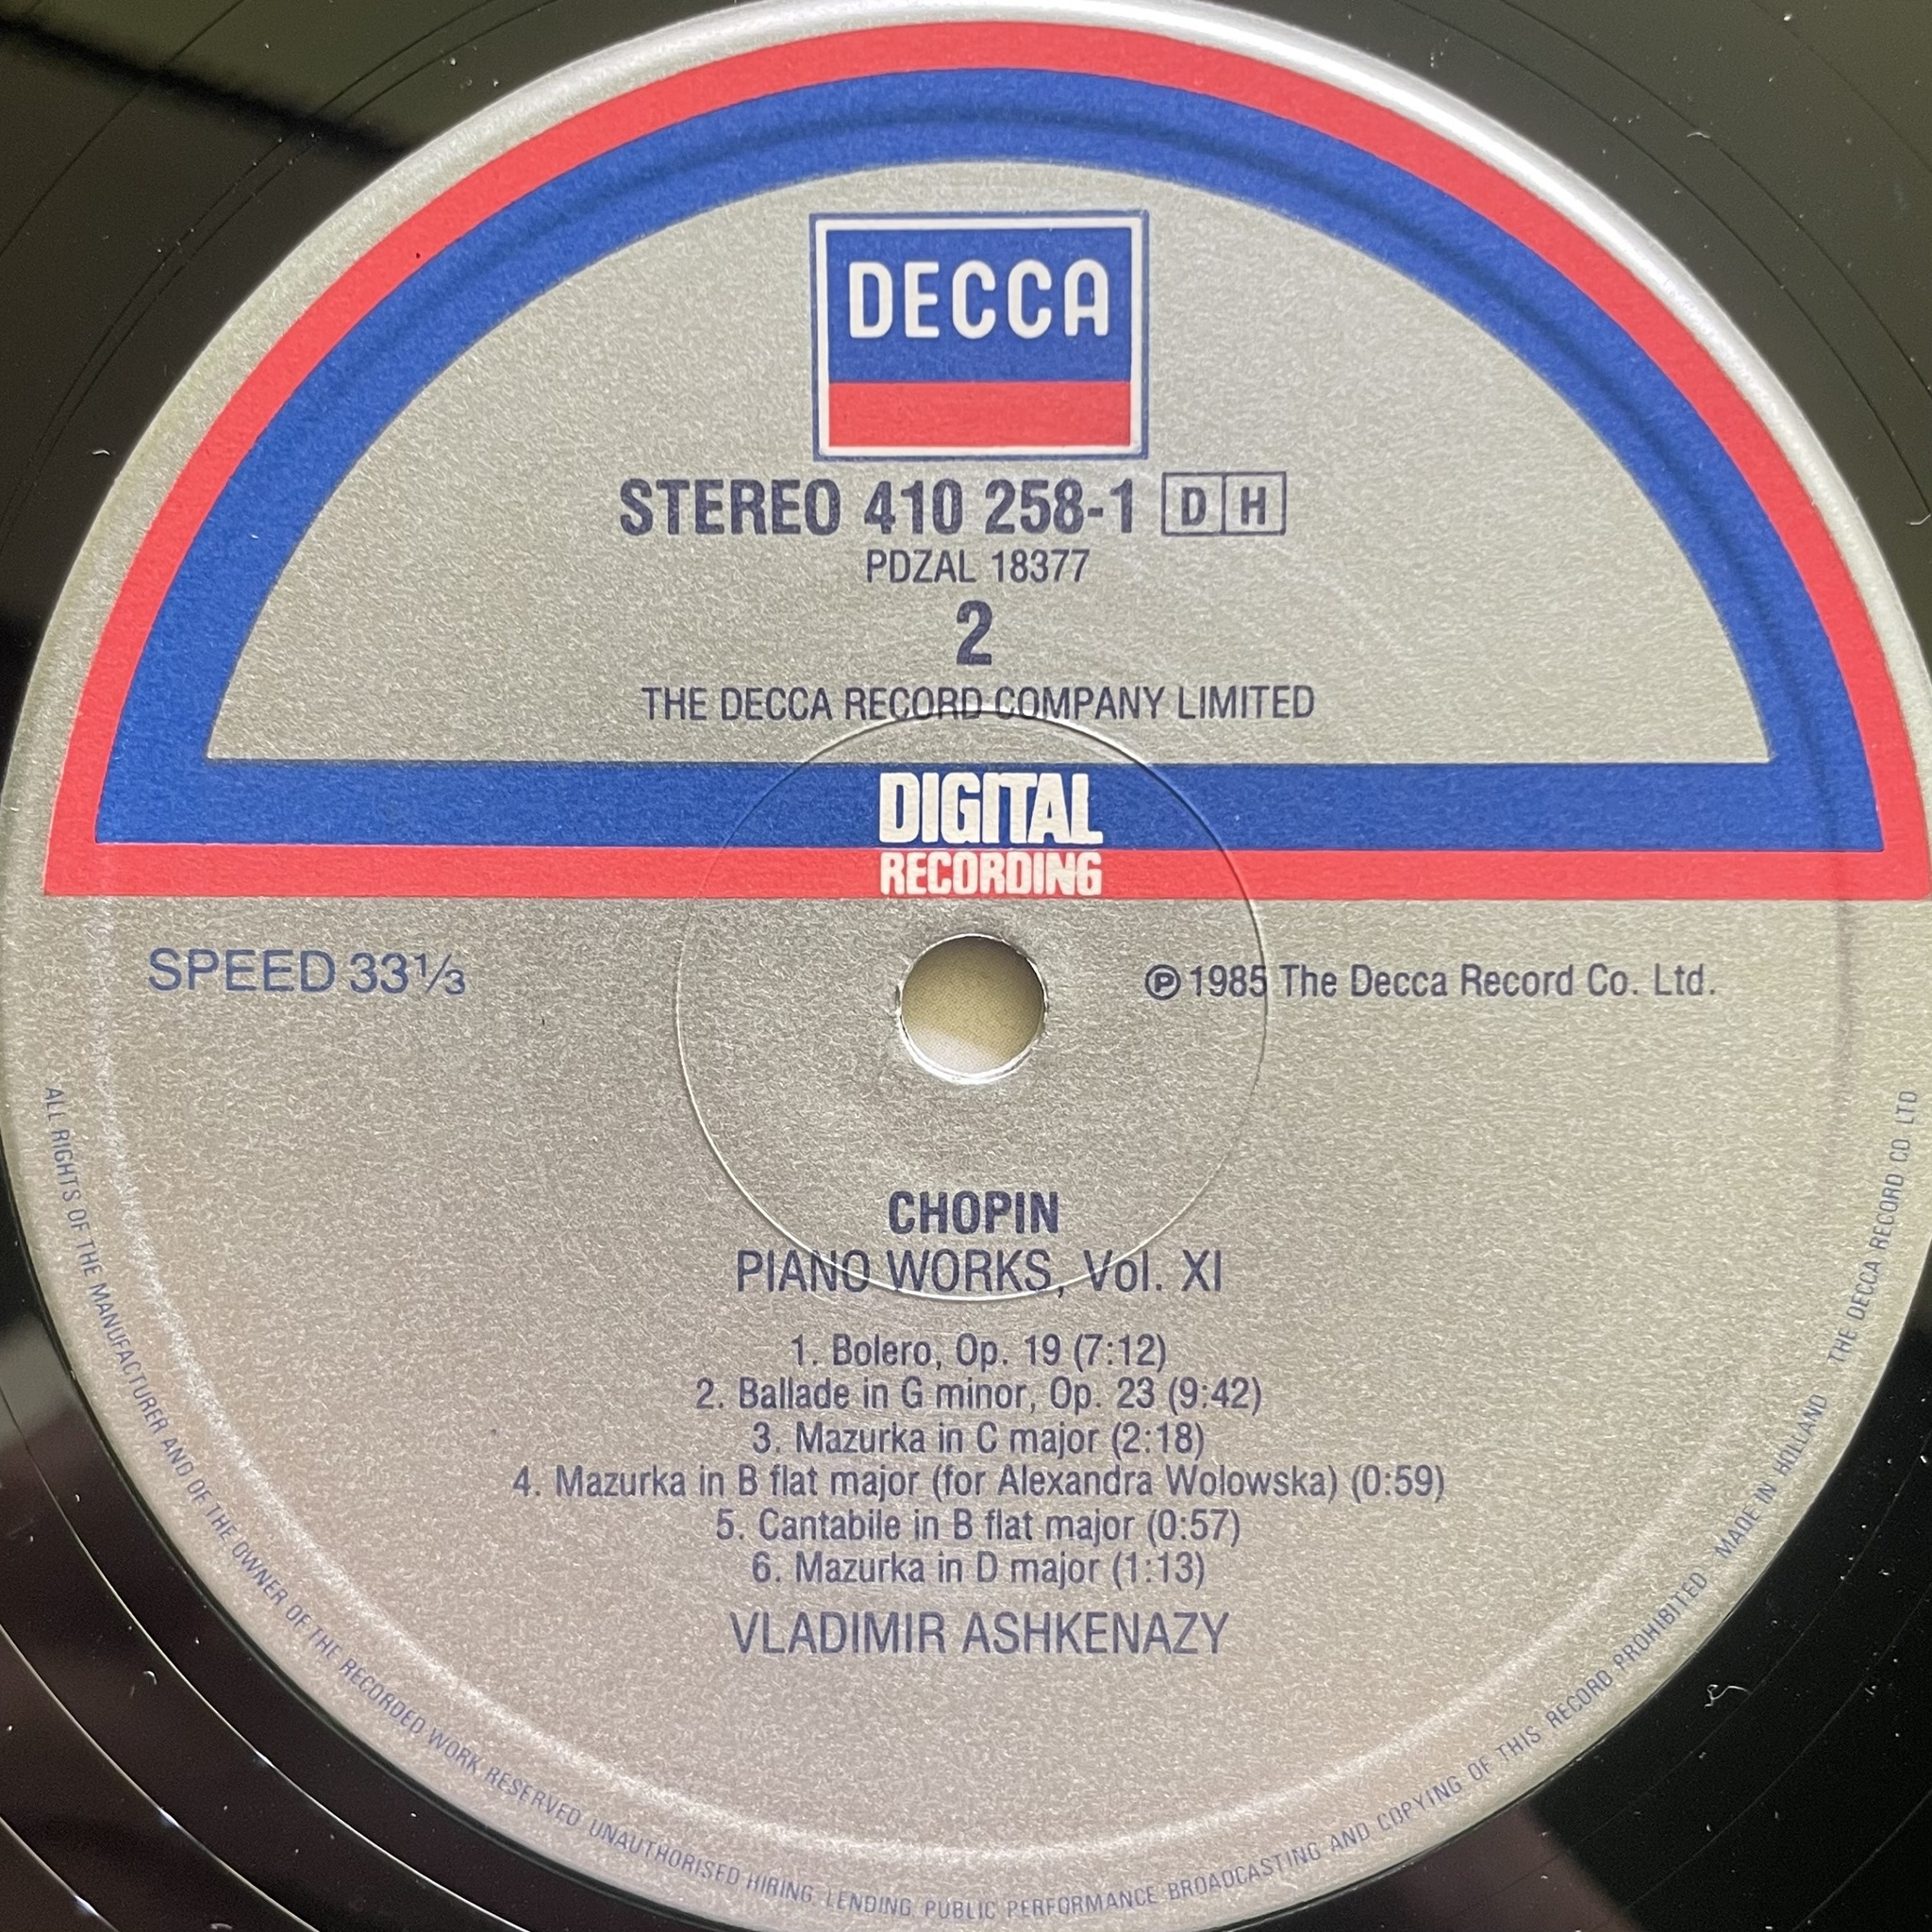 DECCA
STEREO 410 258-1 D H
PDZAL 18377
2
THE DECCA RECORD COMPANY LIMITED
DIGITAL
RECORDING
SPEED 33⅓
℗ 1985 The Decca Record Co. Ltd.
CHOPIN
PIANO WORKS, Vol. XI
1. Bolero, Op. 19 (7:12)
2. Ballade in G minor, Op. 23 (9:42)
3. Mazurka in C major (2:18)
4. Mazurka in B flat major (for Alexandra Wolowska) (0:59)
5. Cantabile in B flat major (0:57)
6. Mazurka in D major (1:13)
VLADIMIR ASHKENAZY
ALL RIGHTS OF THE MANUFACTURER AND OF THE OWNER OF THE RECORDED WORK RESERVED UNAUTHORISED HIRING, LENDING, PUBLIC PERFORMANCE BROADCASTING AND COPYING OF THIS RECORD PROHIBITED MADE IN HOLLAND THE DECCA RECORD CO LTD